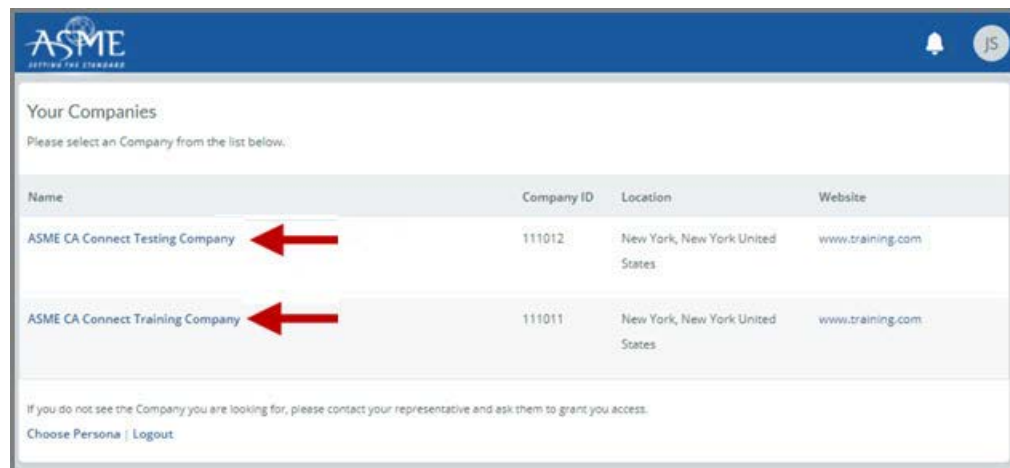 ASME
SETTING THE STANDARD
JS
Your Companies
Please select an Company from the list below.
Name Company ID Location Website
ASME CA Connect Testing Company 111012 New York, New York United www.training.com
States
ASME CA Connect Training Company 111011 New York, New York United www.training.com
States
If you do not see the Company you are looking for, please contact your representative and ask them to grant you access.
Choose Persona | Logout